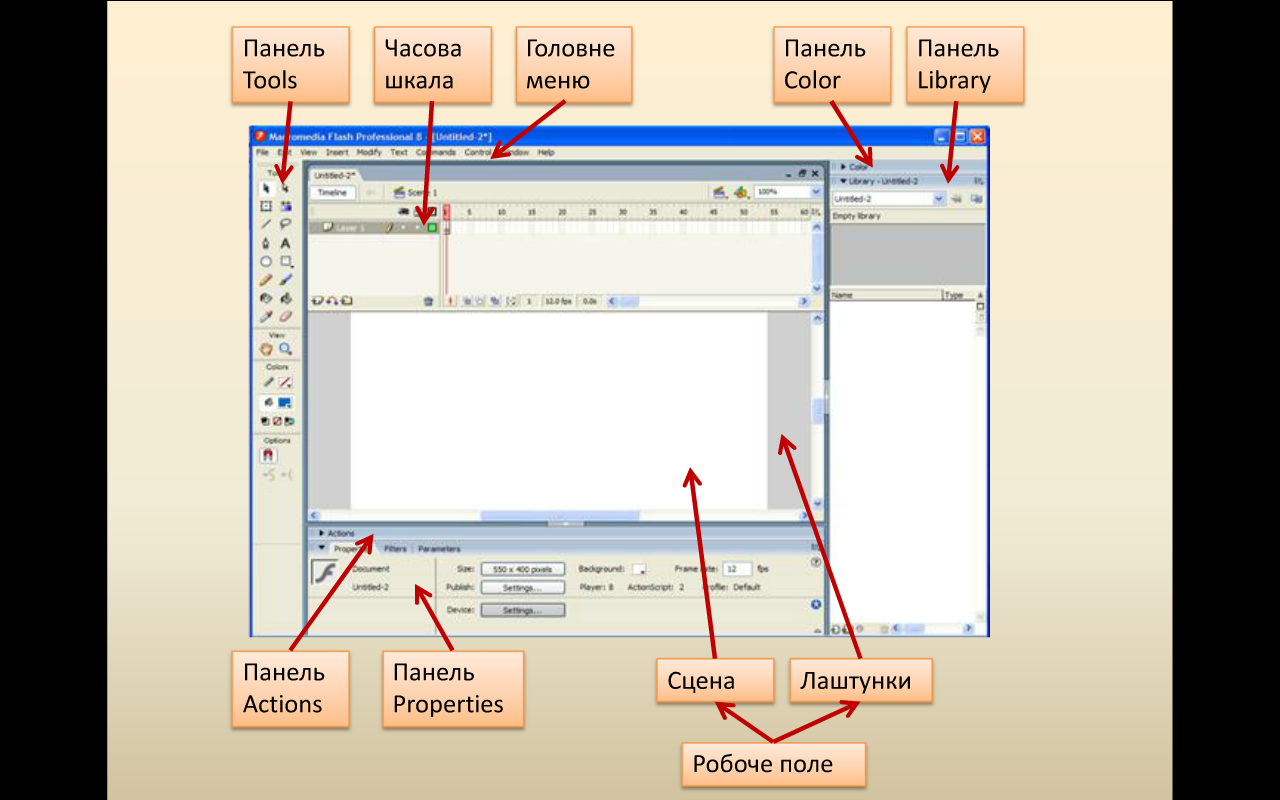 Панель
Tools
Часова
шкала
Головне
меню
Панель
Color
Панель
Library
Macromedia Flash Professional 8 - [Untitled-2*]
File Edit View Insert Modify Text Commands Control Window Help
Untitled-2*
Timeline
Scene 1
100%
5 10 15 20 25 30 35 40 45 50 55 60
Layer 1
1 12.0 fps 0.0s
View
Colors
Options
Color
Library - Untitled-2
Untitled-2
Empty library
Name Type
Actions
Properties Filters Parameters
Document
Untitled-2
Size: 550 x 400 pixels Background: Frame rate: 12 fps
Publish: Settings... Player: 8 ActionScript: 2 Profile: Default
Device: Settings...
Панель
Actions
Панель
Properties
Сцена
Лаштунки
Робоче поле